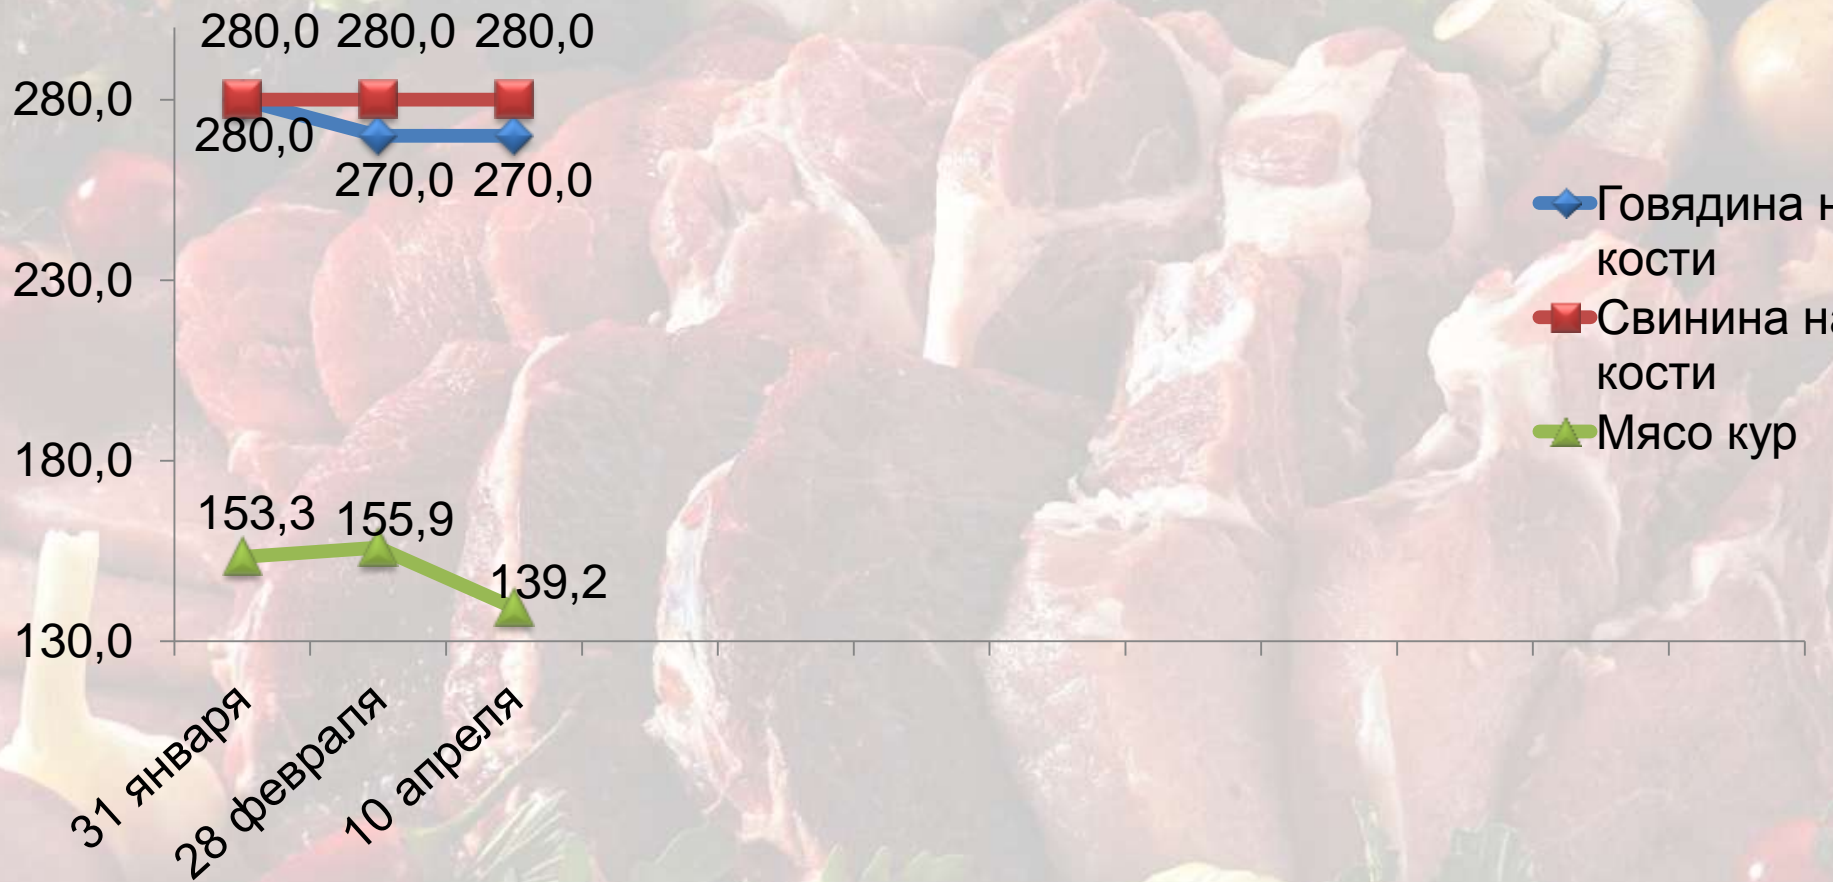 280,0 280,0 280,0
280,0
280,0
270,0 270,0
230,0
180,0
153,3 155,9
139,2
130,0
31 января
28 февраля
10 апреля
Говядина н
кости
Свинина на
кости
Мясо кур